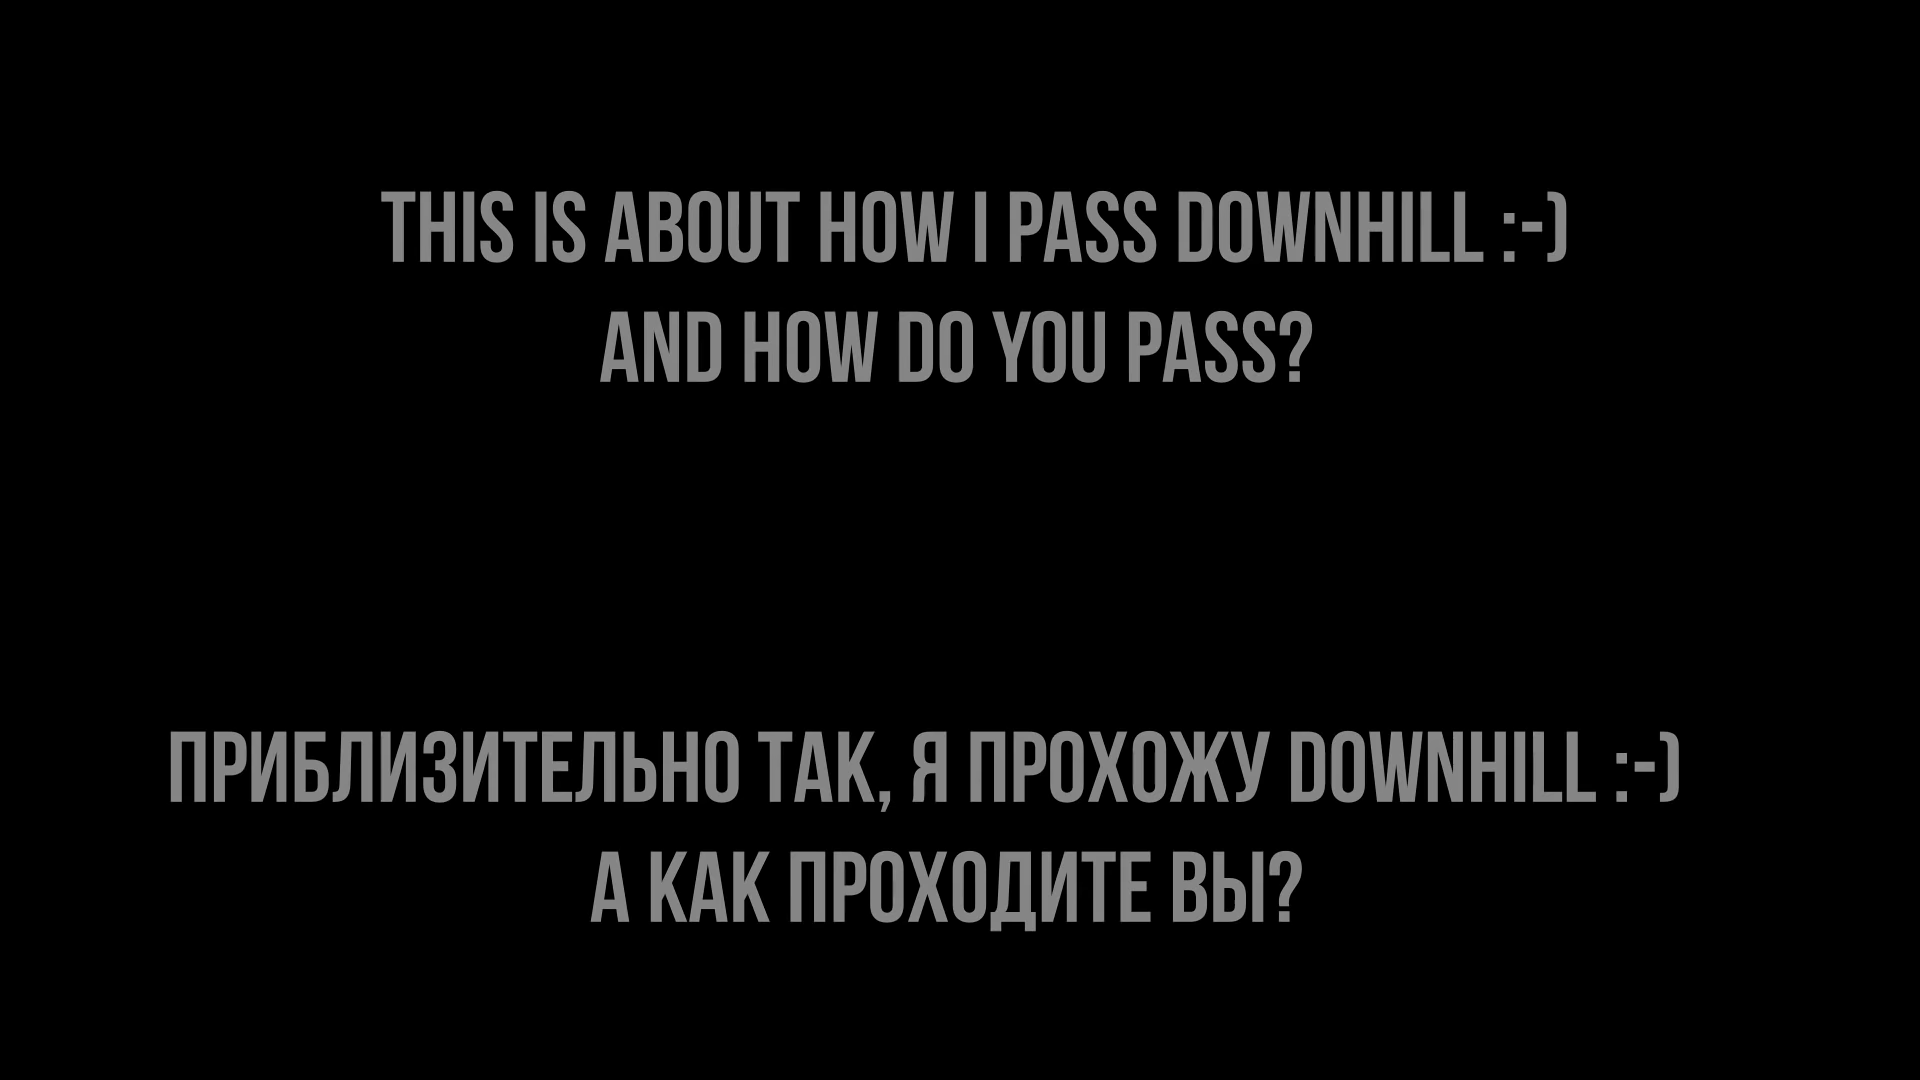 THIS IS ABOUT HOW I PASS DOWNHILL :-)
AND HOW DO YOU PASS?
ПРИБЛИЗИТЕЛЬНО ТАК, Я ПРОХОЖУ DOWNHILL :-)
А КАК ПРОХОДИТЕ ВЫ?